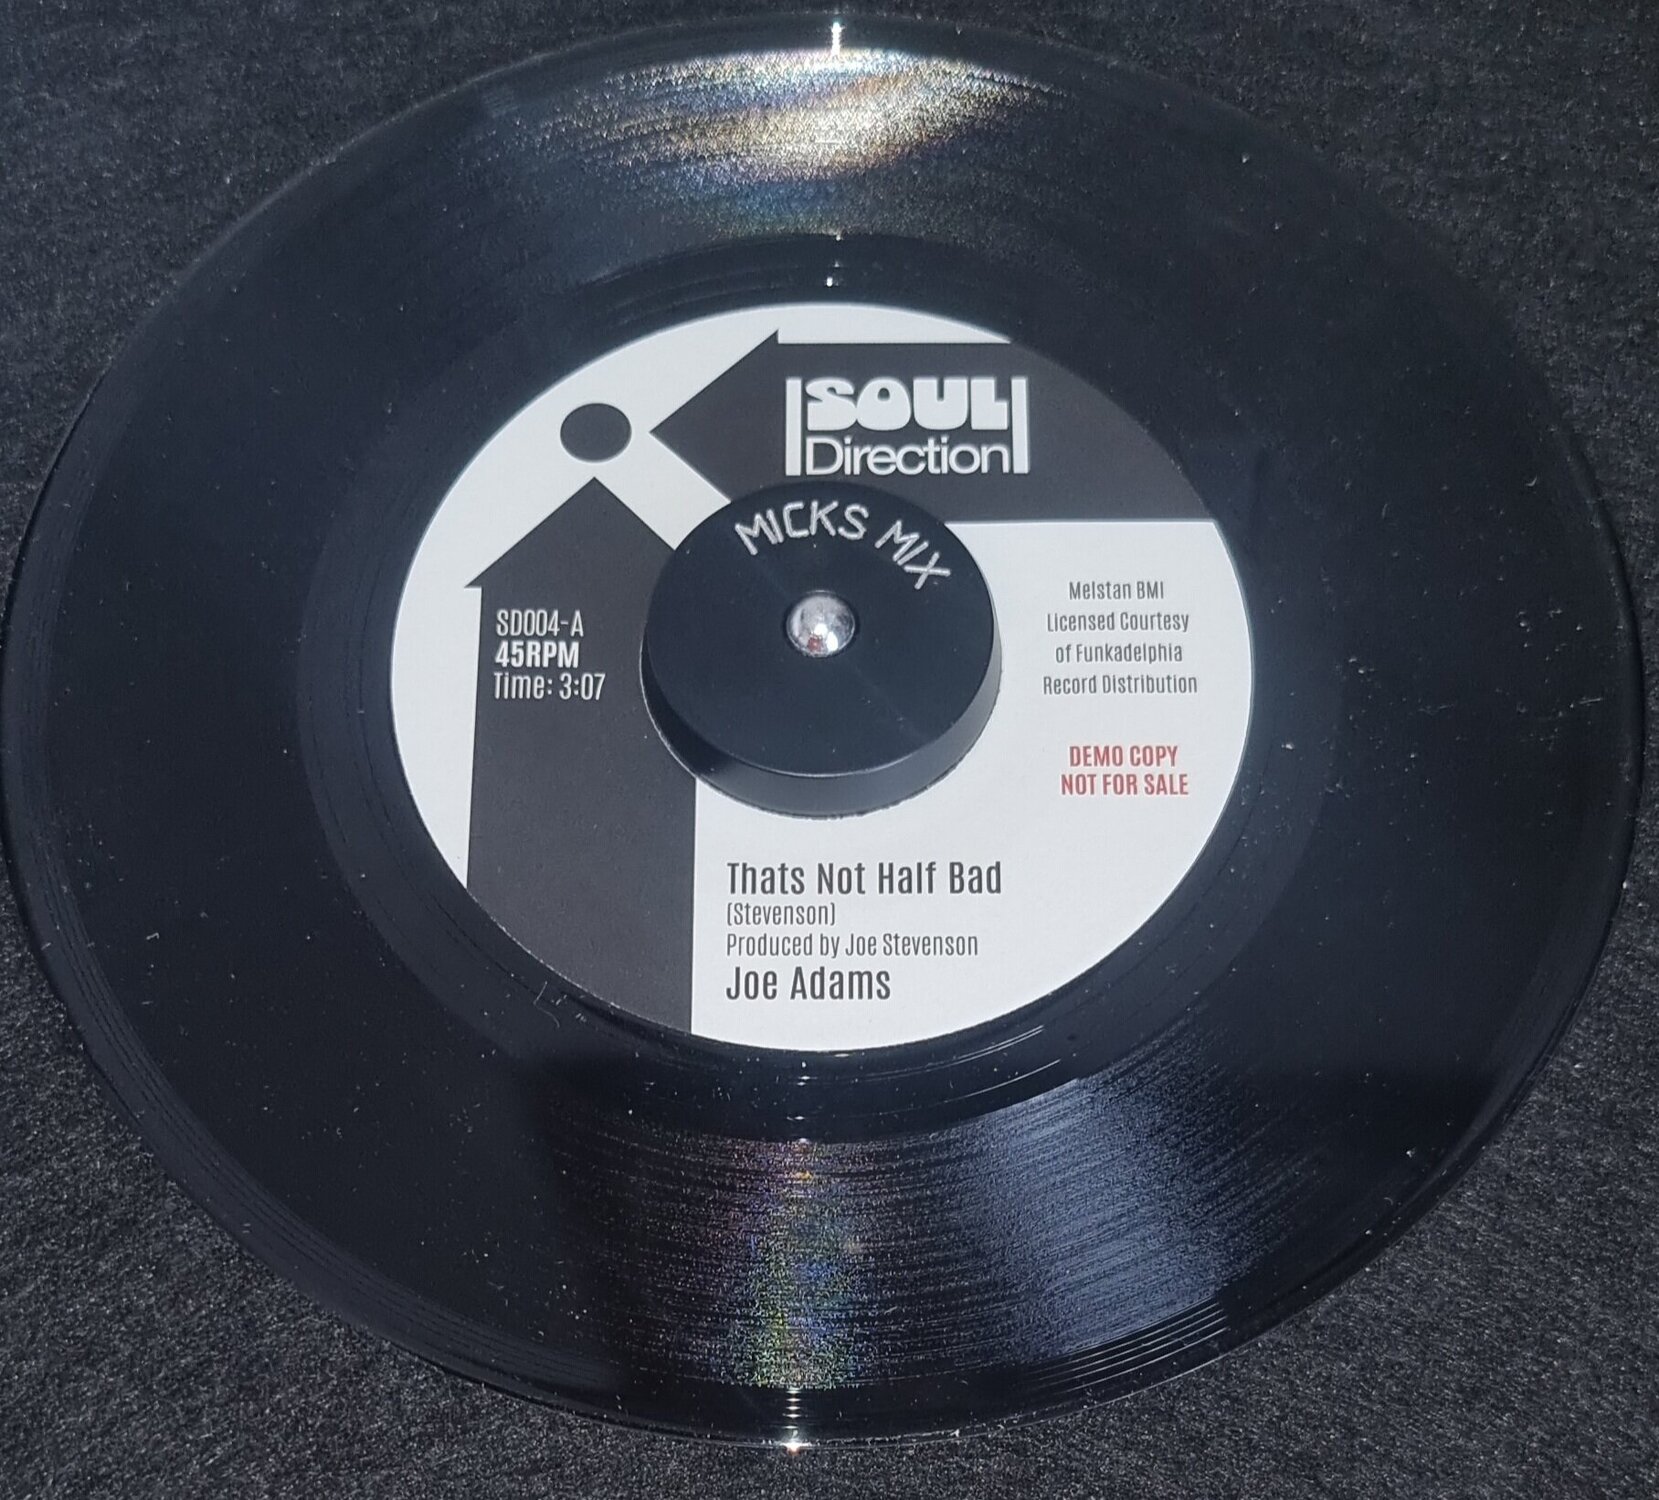 SOUL
Direction
MICKS MIX
SD004-A
45RPM
Time: 3:07
Melstan BMI
Licensed Courtesy
of Funkadelphia
Record Distribution
DEMO COPY
NOT FOR SALE
Thats Not Half Bad
(Stevenson)
Produced by Joe Stevenson
Joe Adams